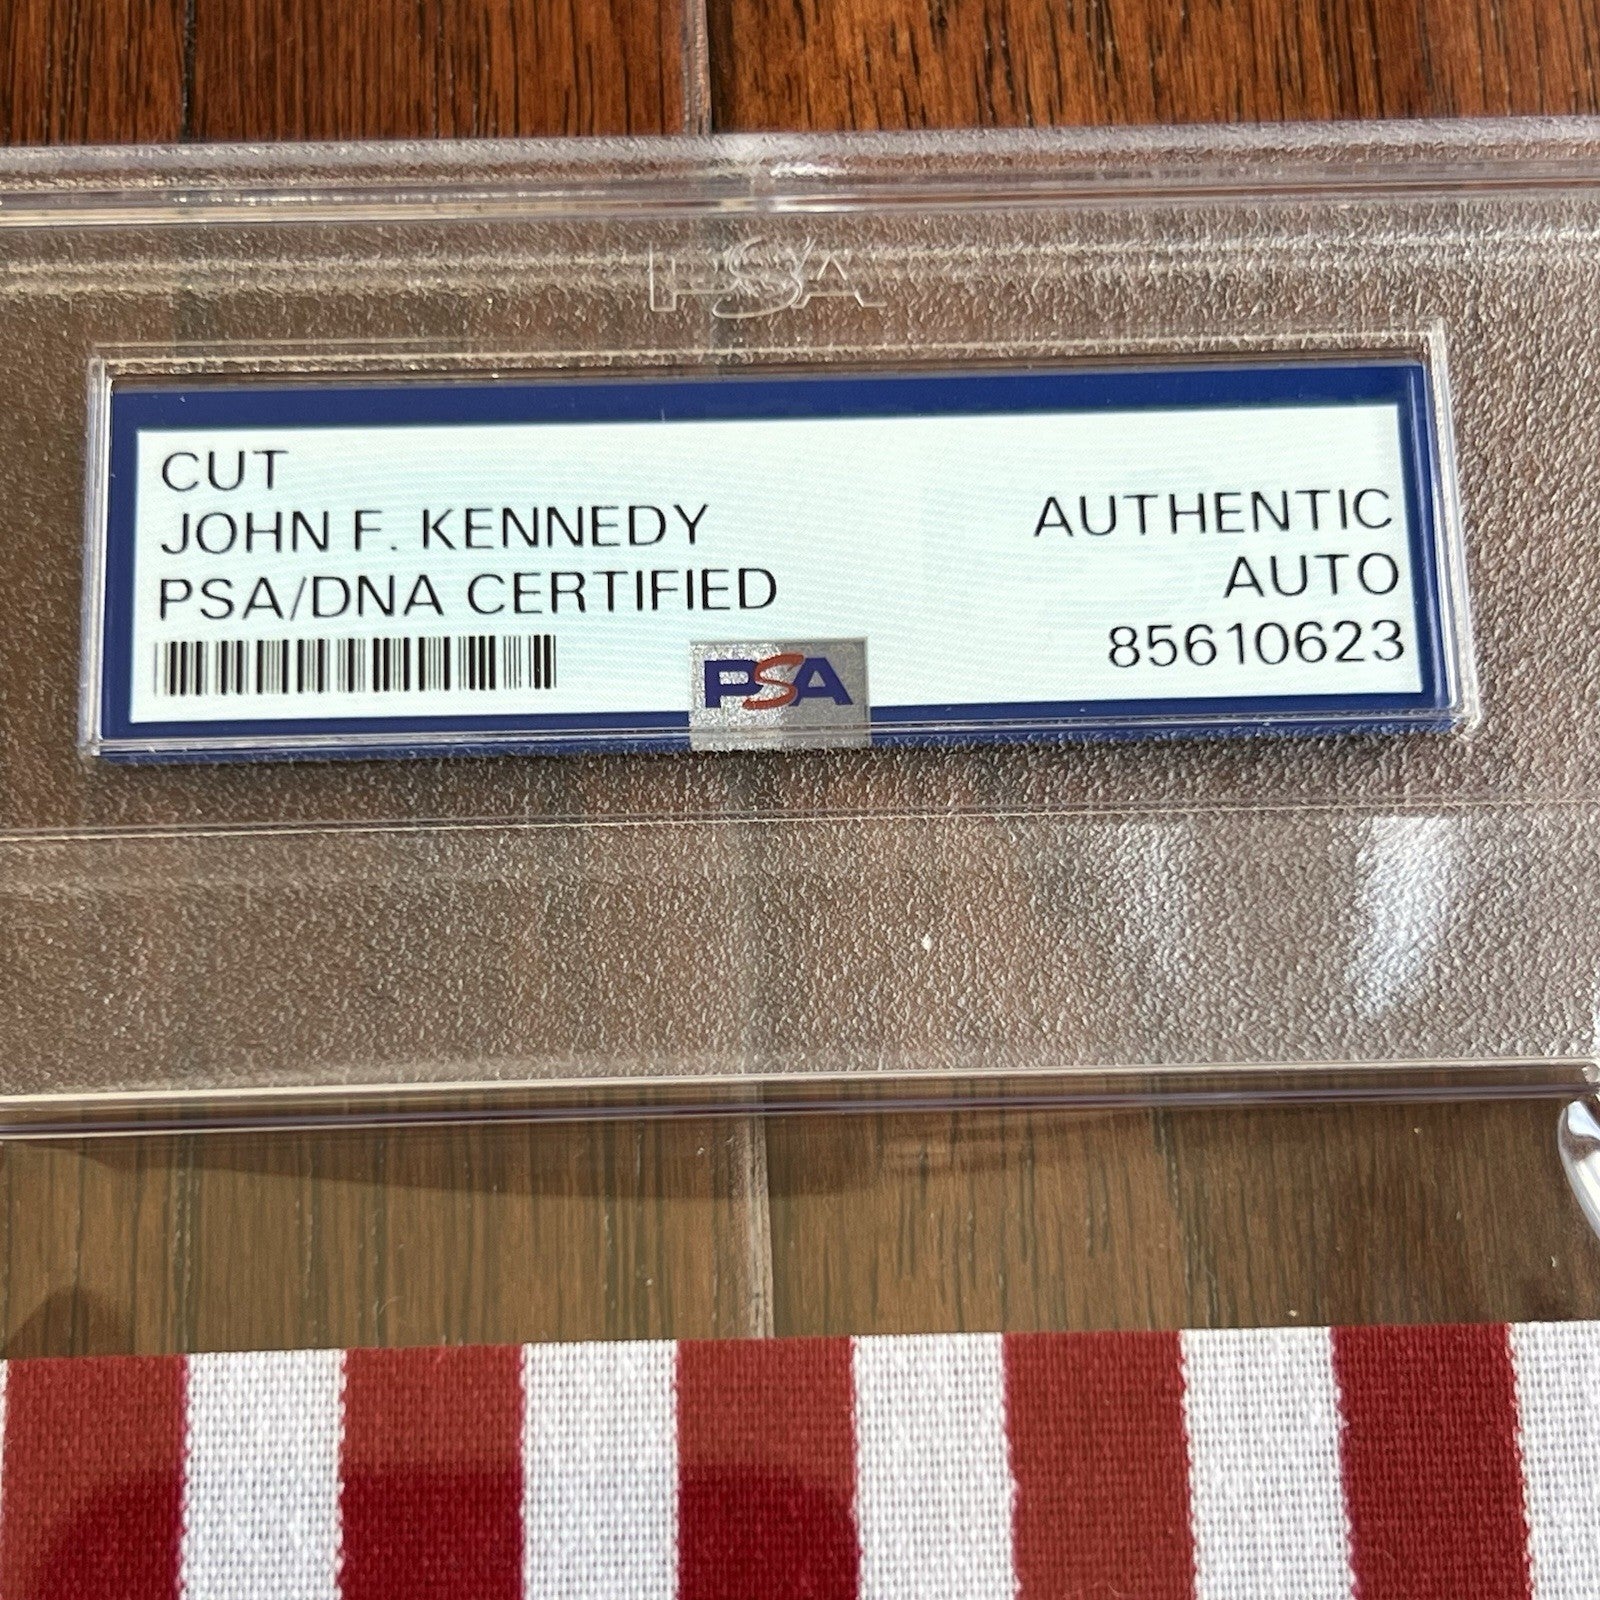 PSA
CUT
JOHN F. KENNEDY
PSA/DNA CERTIFIED
AUTHENTIC
AUTO
85610623
PSA